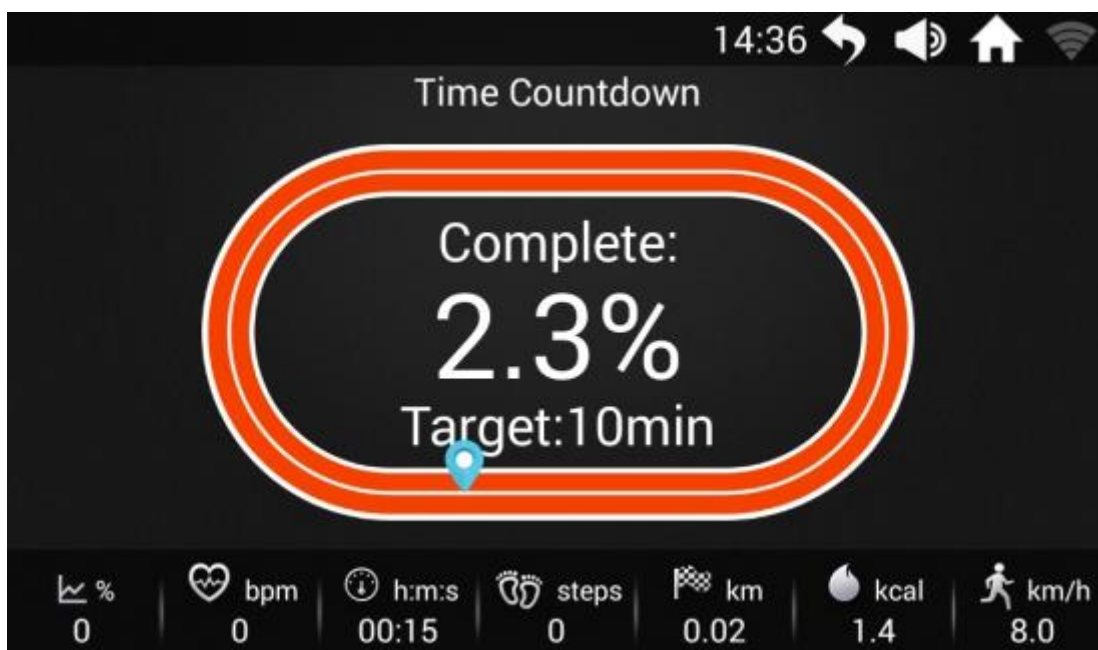 14:36
Time Countdown
Complete:
2.3%
Target:10min
% bpm h:m:s steps km kcal km/h
0 0 00:15 0 0.02 1.4 8.0